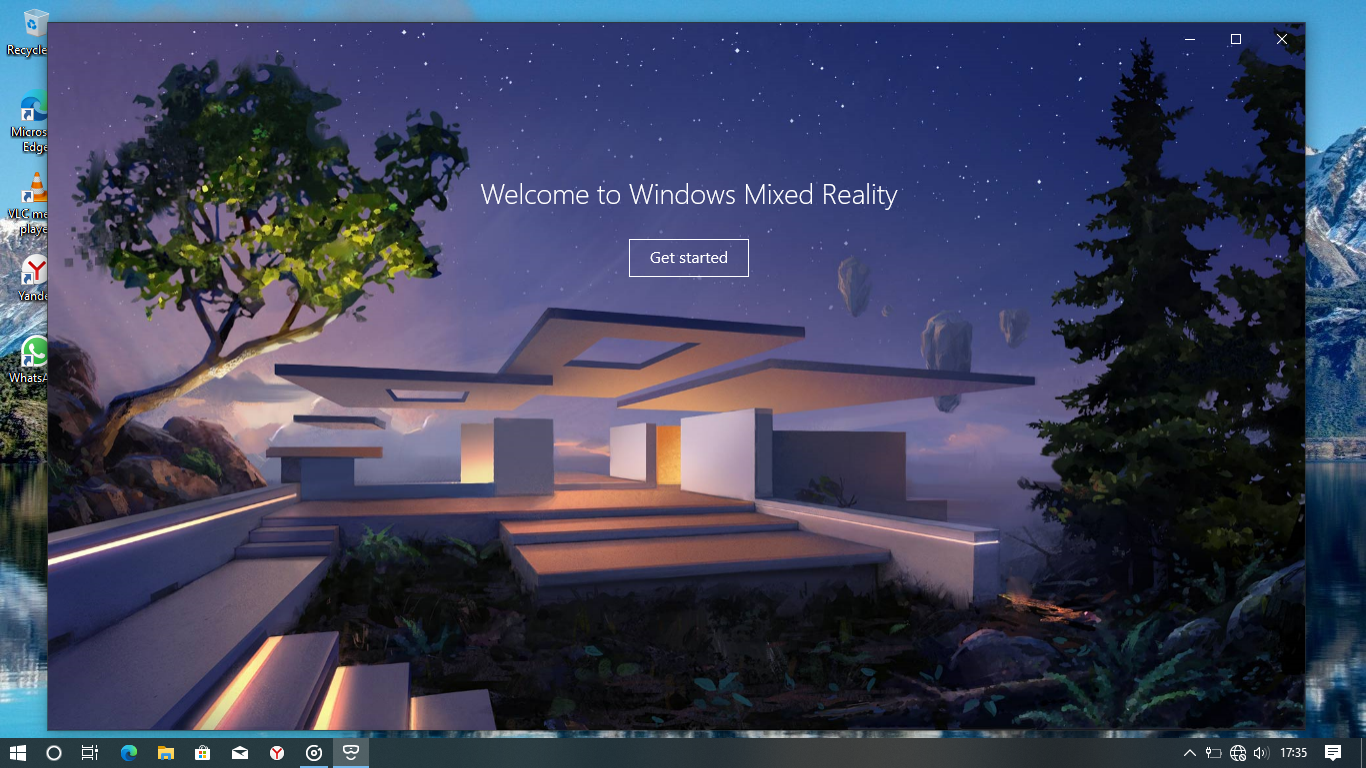 Recycle
Micros
Edge
VLC me
playe
Yande
WhatsA
Welcome to Windows Mixed Reality
Get started
17:35